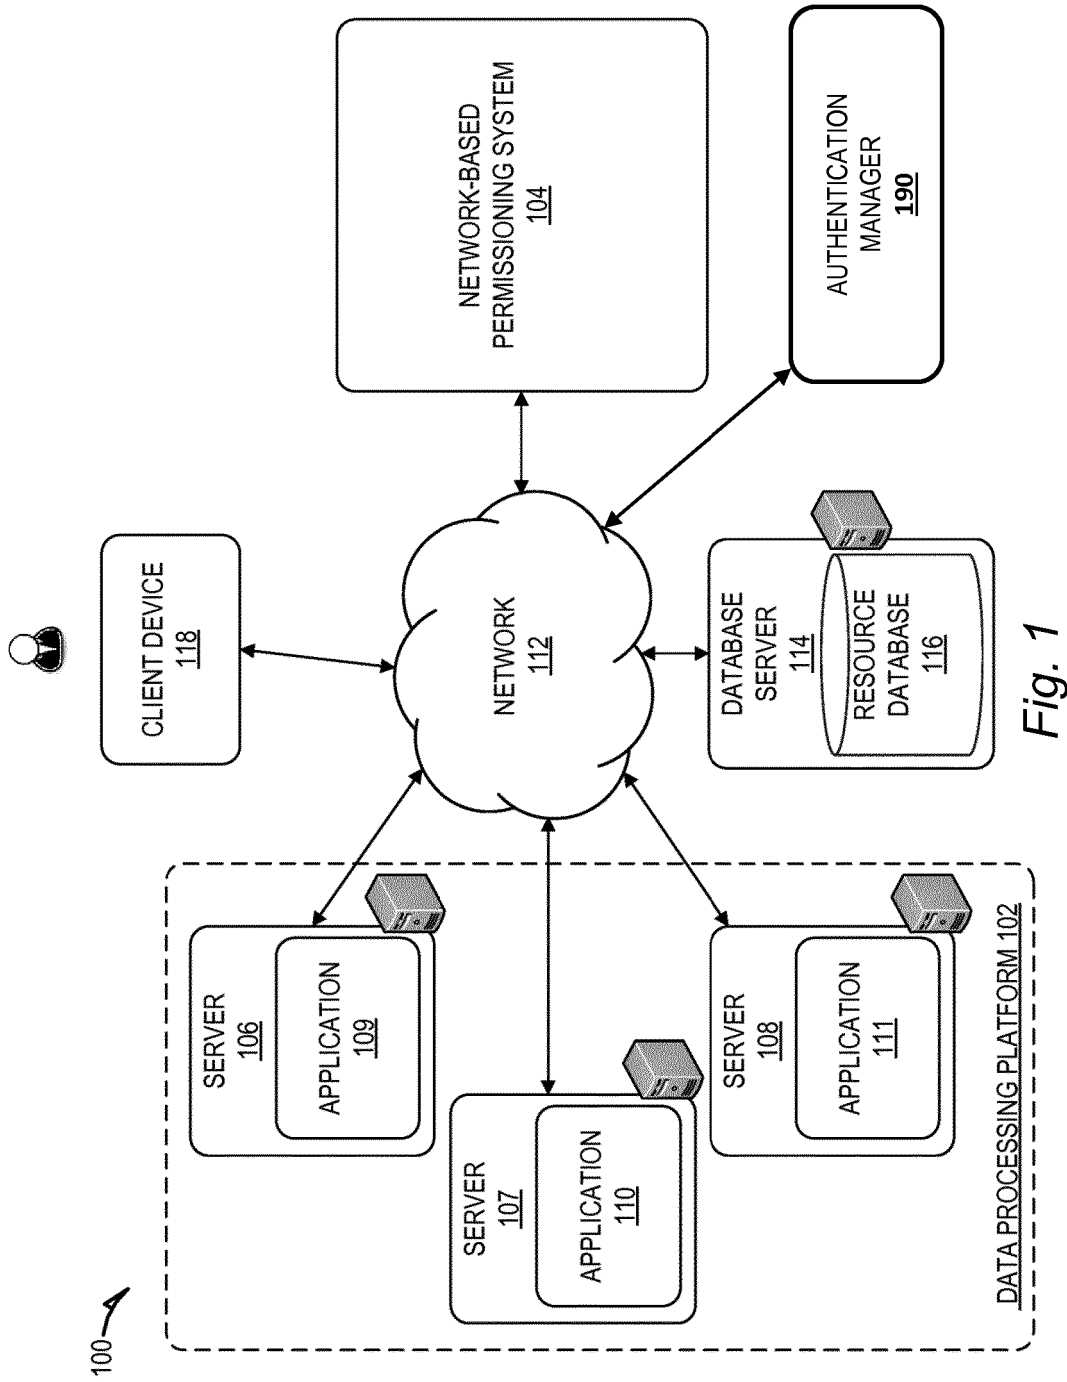 100
SERVER
106
APPLICATION
109
SERVER
107
APPLICATION
110
SERVER
108
APPLICATION
111
DATA PROCESSING PLATFORM 102
CLIENT DEVICE
118
NETWORK
112
DATABASE
SERVER
114
RESOURCE
DATABASE
116
NETWORK-BASED
PERMISSIONING SYSTEM
104
AUTHENTICATION
MANAGER
190
Fig. 1